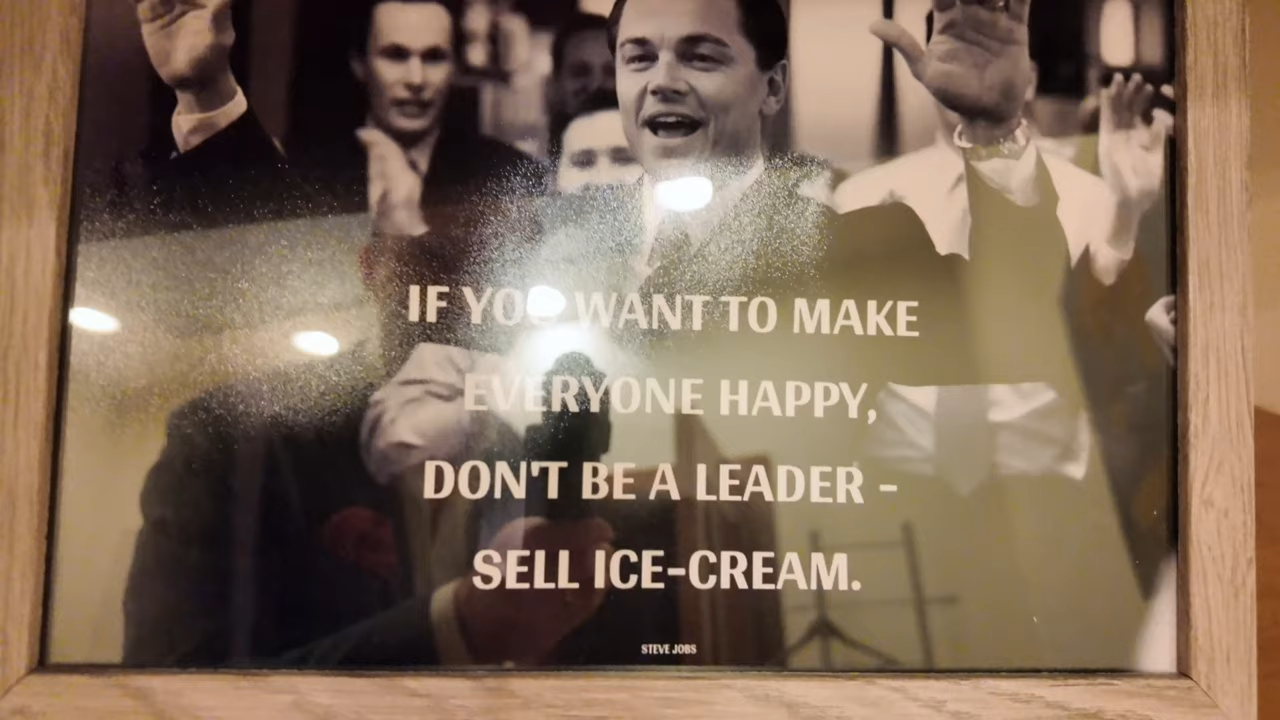 IF YOU WANT TO MAKE
EVERYONE HAPPY,
DON'T BE A LEADER -
SELL ICE-CREAM.
STEVE JOBS